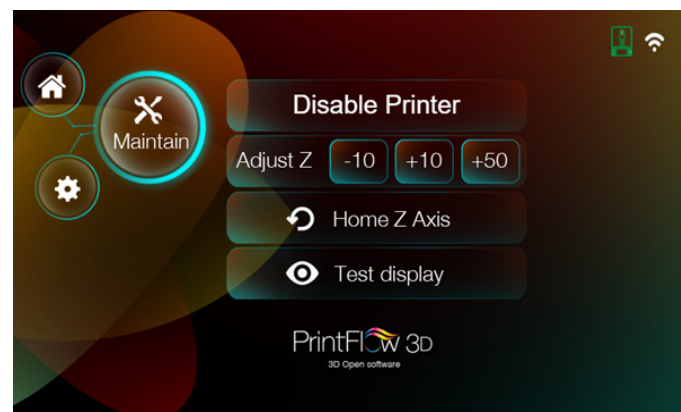 Maintain
Disable Printer
Adjust Z -10 +10 +50
Home Z Axis
Test display
PrintFlow 3D
3D Open software